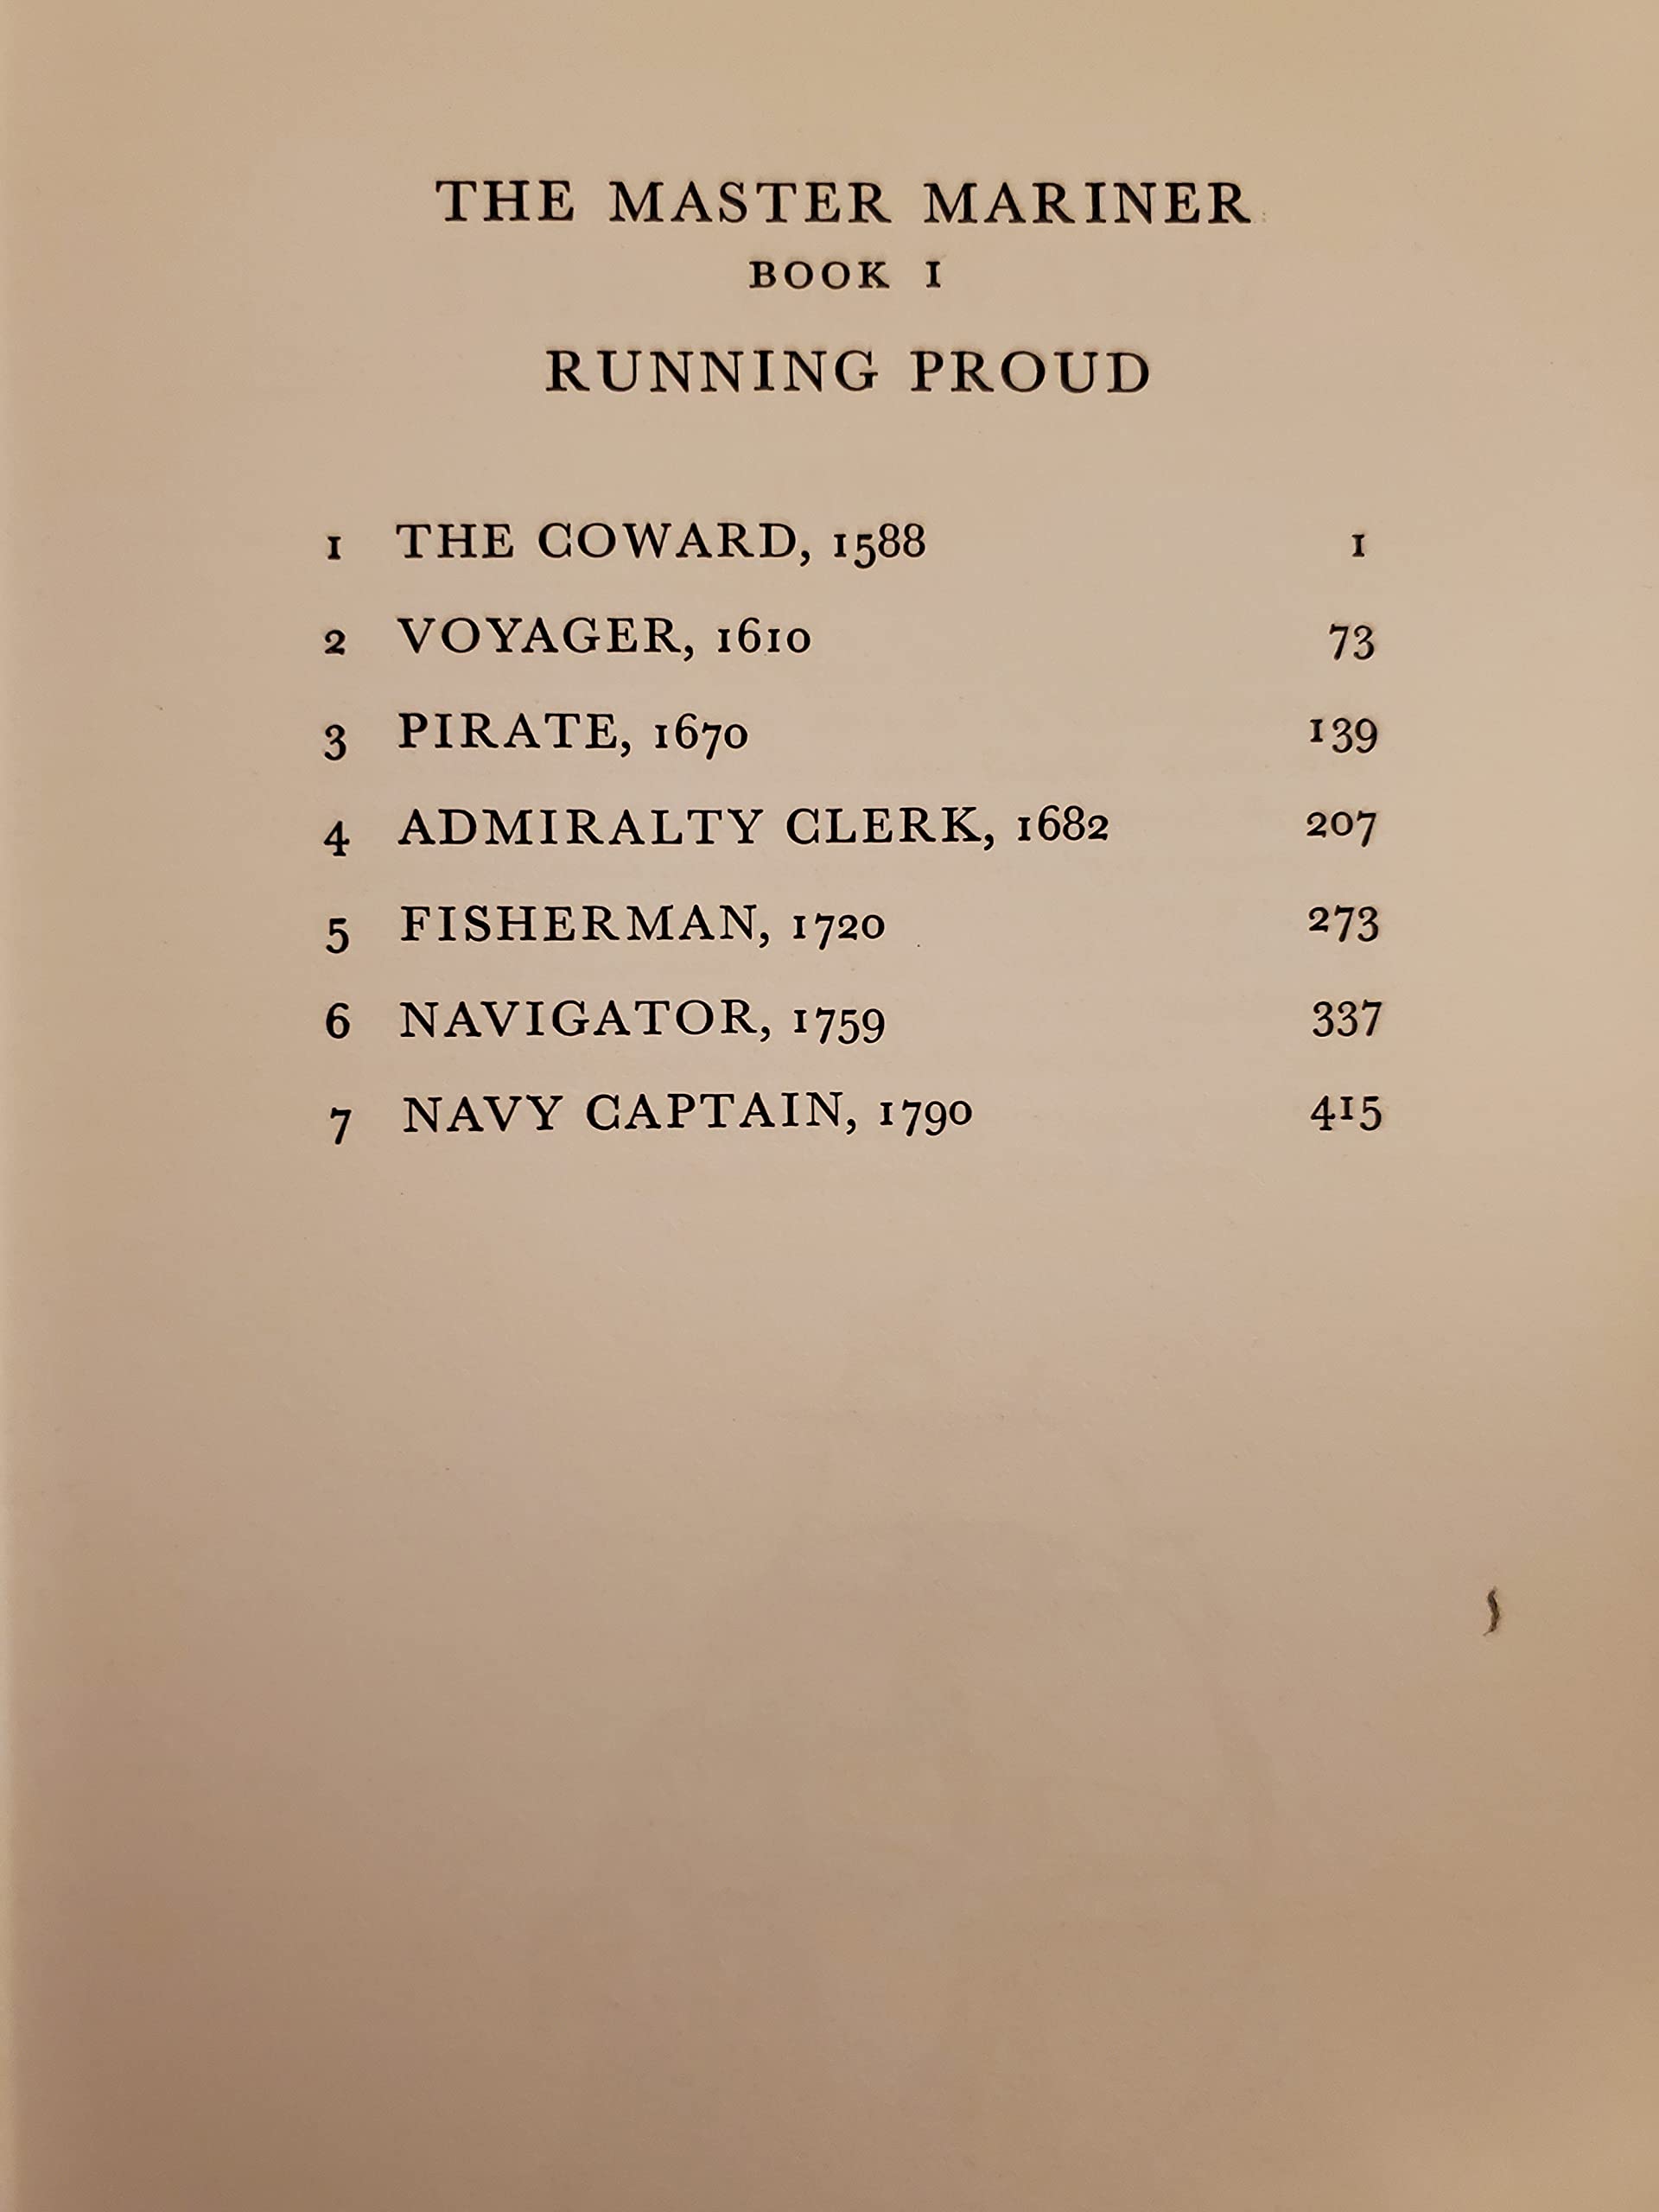 THE MASTER MARINER
BOOK I
RUNNING PROUD
1 THE COWARD, 1588 1
2 VOYAGER, 1610 73
3 PIRATE, 1670 139
4 ADMIRALTY CLERK, 1682 207
5 FISHERMAN, 1720 273
6 NAVIGATOR, 1759 337
7 NAVY CAPTAIN, 1790 415